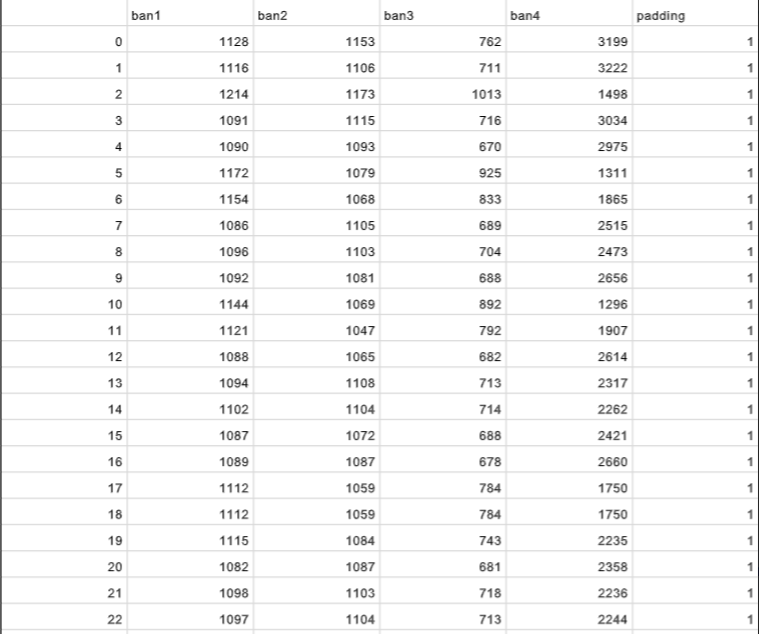 ban1 ban2 ban3 ban4 padding
0 1128 1153 762 3199 1
1 1116 1106 711 3222 1
2 1214 1173 1013 1498 1
3 1091 1115 716 3034 1
4 1090 1093 670 2975 1
5 1172 1079 925 1311 1
6 1154 1068 833 1865 1
7 1086 1105 689 2515 1
8 1096 1103 704 2473 1
9 1092 1081 688 2656 1
10 1144 1069 892 1296 1
11 1121 1047 792 1907 1
12 1088 1065 682 2614 1
13 1094 1108 713 2317 1
14 1102 1104 714 2262 1
15 1087 1072 688 2421 1
16 1089 1087 678 2660 1
17 1112 1059 784 1750 1
18 1112 1059 784 1750 1
19 1115 1084 743 2235 1
20 1082 1087 681 2358 1
21 1098 1103 718 2236 1
22 1097 1104 713 2244 1